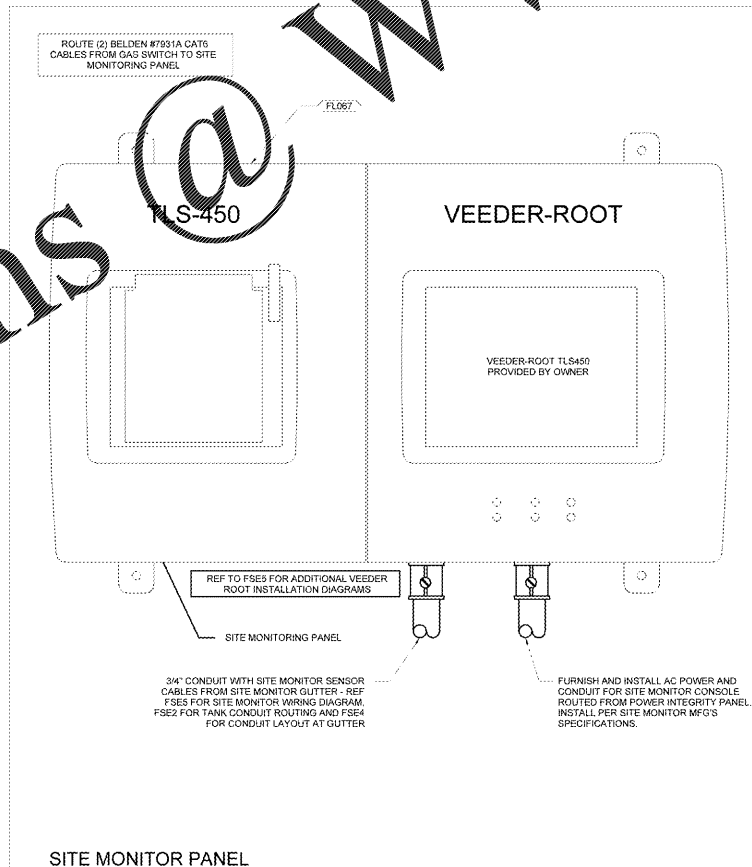 ROUTE (2) BELDEN #7931A CAT6
CABLES FROM GAS SWITCH TO SITE
MONITORING PANEL
FL067
TLS-450
VEEDER-ROOT
ns @ W
VEEDER-ROOT TLS450
PROVIDED BY OWNER
REF TO FSE5 FOR ADDITIONAL VEEDER
ROOT INSTALLATION DIAGRAMS
SITE MONITORING PANEL
3/4" CONDUIT WITH SITE MONITOR SENSOR
CABLES FROM SITE MONITOR GUTTER - REF
FSE5 FOR SITE MONITOR WIRING DIAGRAM,
FSE2 FOR TANK CONDUIT ROUTING AND FSE4
FOR CONDUIT LAYOUT AT GUTTER
FURNISH AND INSTALL AC POWER AND
CONDUIT FOR SITE MONITOR CONSOLE
ROUTED FROM POWER INTEGRITY PANEL.
INSTALL PER SITE MONITOR MFG'S
SPECIFICATIONS.
SITE MONITOR PANEL